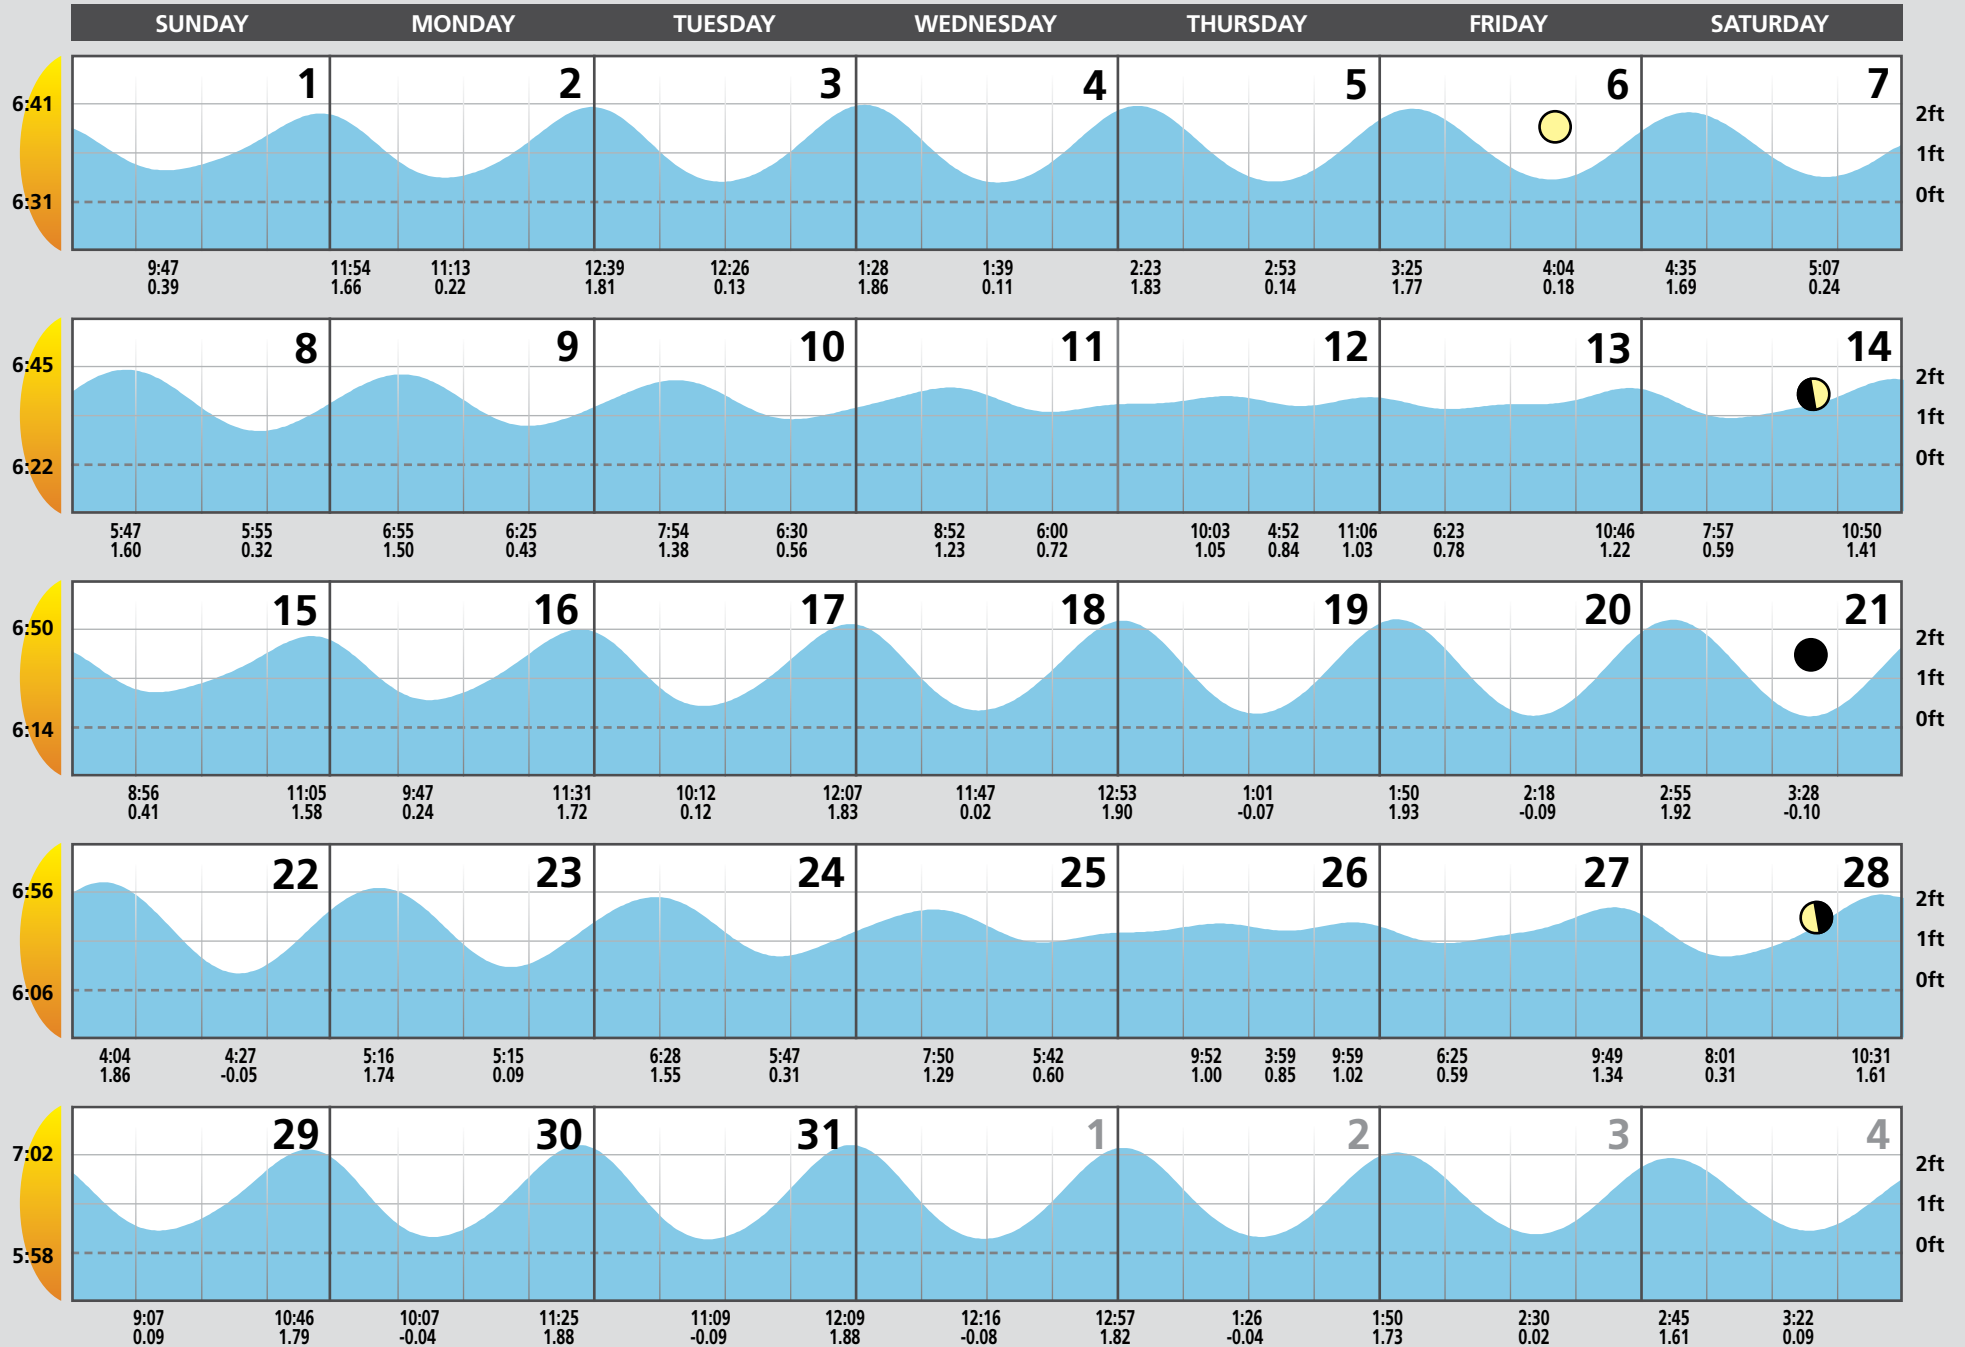 SUNDAY MONDAY TUESDAY WEDNESDAY THURSDAY FRIDAY SATURDAY
1 2 3 4 5 6 7
6:41
2ft
1ft
6:31
0ft
9:47 11:54 11:13 12:39 12:26 1:28 1:39 2:23 2:53 3:25 4:04 4:35 5:07
0.39 1.66 0.22 1.81 0.13 1.86 0.11 1.83 0.14 1.77 0.18 1.69 0.24
8 9 10 11 12 13 14
6:45
2ft
1ft
6:22
0ft
5:47 5:55 6:55 6:25 7:54 6:30 8:52 6:00 10:03 4:52 11:06 6:23 10:46 7:57 10:50
1.60 0.32 1.50 0.43 1.38 0.56 1.23 0.72 1.05 0.84 1.03 0.78 1.22 0.59 1.41
15 16 17 18 19 20 21
6:50
2ft
1ft
6:14
0ft
8:56 11:05 9:47 11:31 10:12 12:07 11:47 12:53 1:01 1:50 2:18 2:55 3:28
0.41 1.58 0.24 1.72 0.12 1.83 0.02 1.90 -0.07 1.93 -0.09 1.92 -0.10
22 23 24 25 26 27 28
6:56
2ft
1ft
6:06
0ft
4:04 4:27 5:16 5:15 6:28 5:47 7:50 5:42 9:52 3:59 9:59 6:25 9:49 8:01 10:31
1.86 -0.05 1.74 0.09 1.55 0.31 1.29 0.60 1.00 0.85 1.02 0.59 1.34 0.31 1.61
29 30 31 1 2 3 4
7:02
2ft
1ft
5:58
0ft
9:07 10:46 10:07 11:25 11:09 12:09 12:16 12:57 1:26 1:50 2:30 2:45 3:22
0.09 1.79 -0.04 1.88 -0.09 1.88 -0.08 1.82 -0.04 1.73 0.02 1.61 0.09